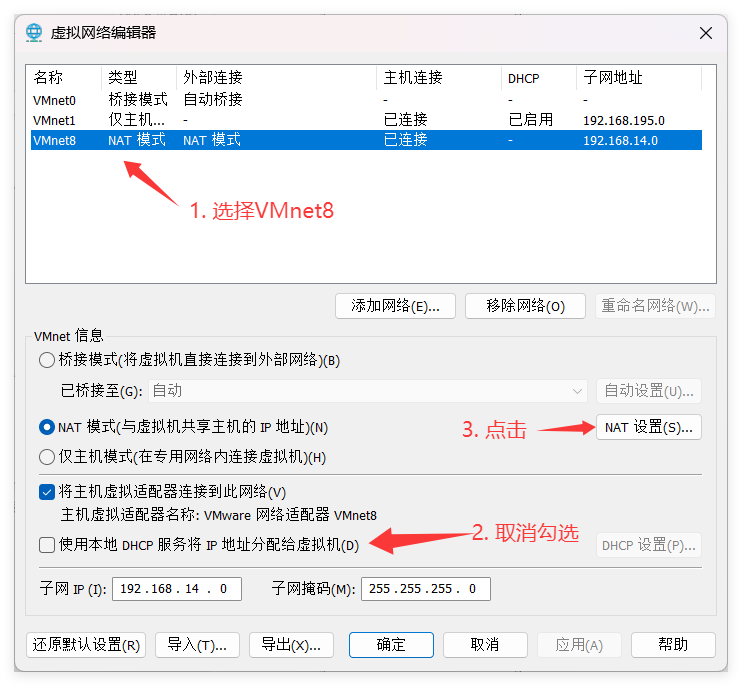 虚拟网络编辑器
名称 类型 外部连接 主机连接 DHCP 子网地址
VMnet0 桥接模式 自动桥接 - - -
VMnet1 仅主机... - 已连接 已启用 192.168.195.0
VMnet8 NAT 模式 NAT 模式 已连接 - 192.168.14.0
1. 选择VMnet8
添加网络(E)... 移除网络(O) 重命名网络(W)...
VMnet 信息
桥接模式(将虚拟机直接连接到外部网络)(B)
已桥接至(G): 自动 自动设置(U)...
NAT 模式(与虚拟机共享主机的 IP 地址)(N) 3. 点击 NAT 设置(S)...
仅主机模式(在专用网络内连接虚拟机)(H)
将主机虚拟适配器连接到此网络(V)
主机虚拟适配器名称: VMware 网络适配器 VMnet8
使用本地 DHCP 服务将 IP 地址分配给虚拟机(D) 2. 取消勾选 DHCP 设置(P)...
子网 IP (I): 192 . 168 . 14 . 0 子网掩码(M): 255 . 255 . 255 . 0
还原默认设置(R) 导入(T)... 导出(X)... 确定 取消 应用(A) 帮助